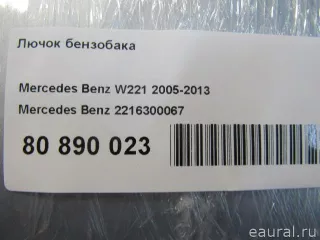 Лючок бензобака
Mercedes Benz W221 2005-2013
Mercedes Benz 2216300067
80 890 023
eaural.ru